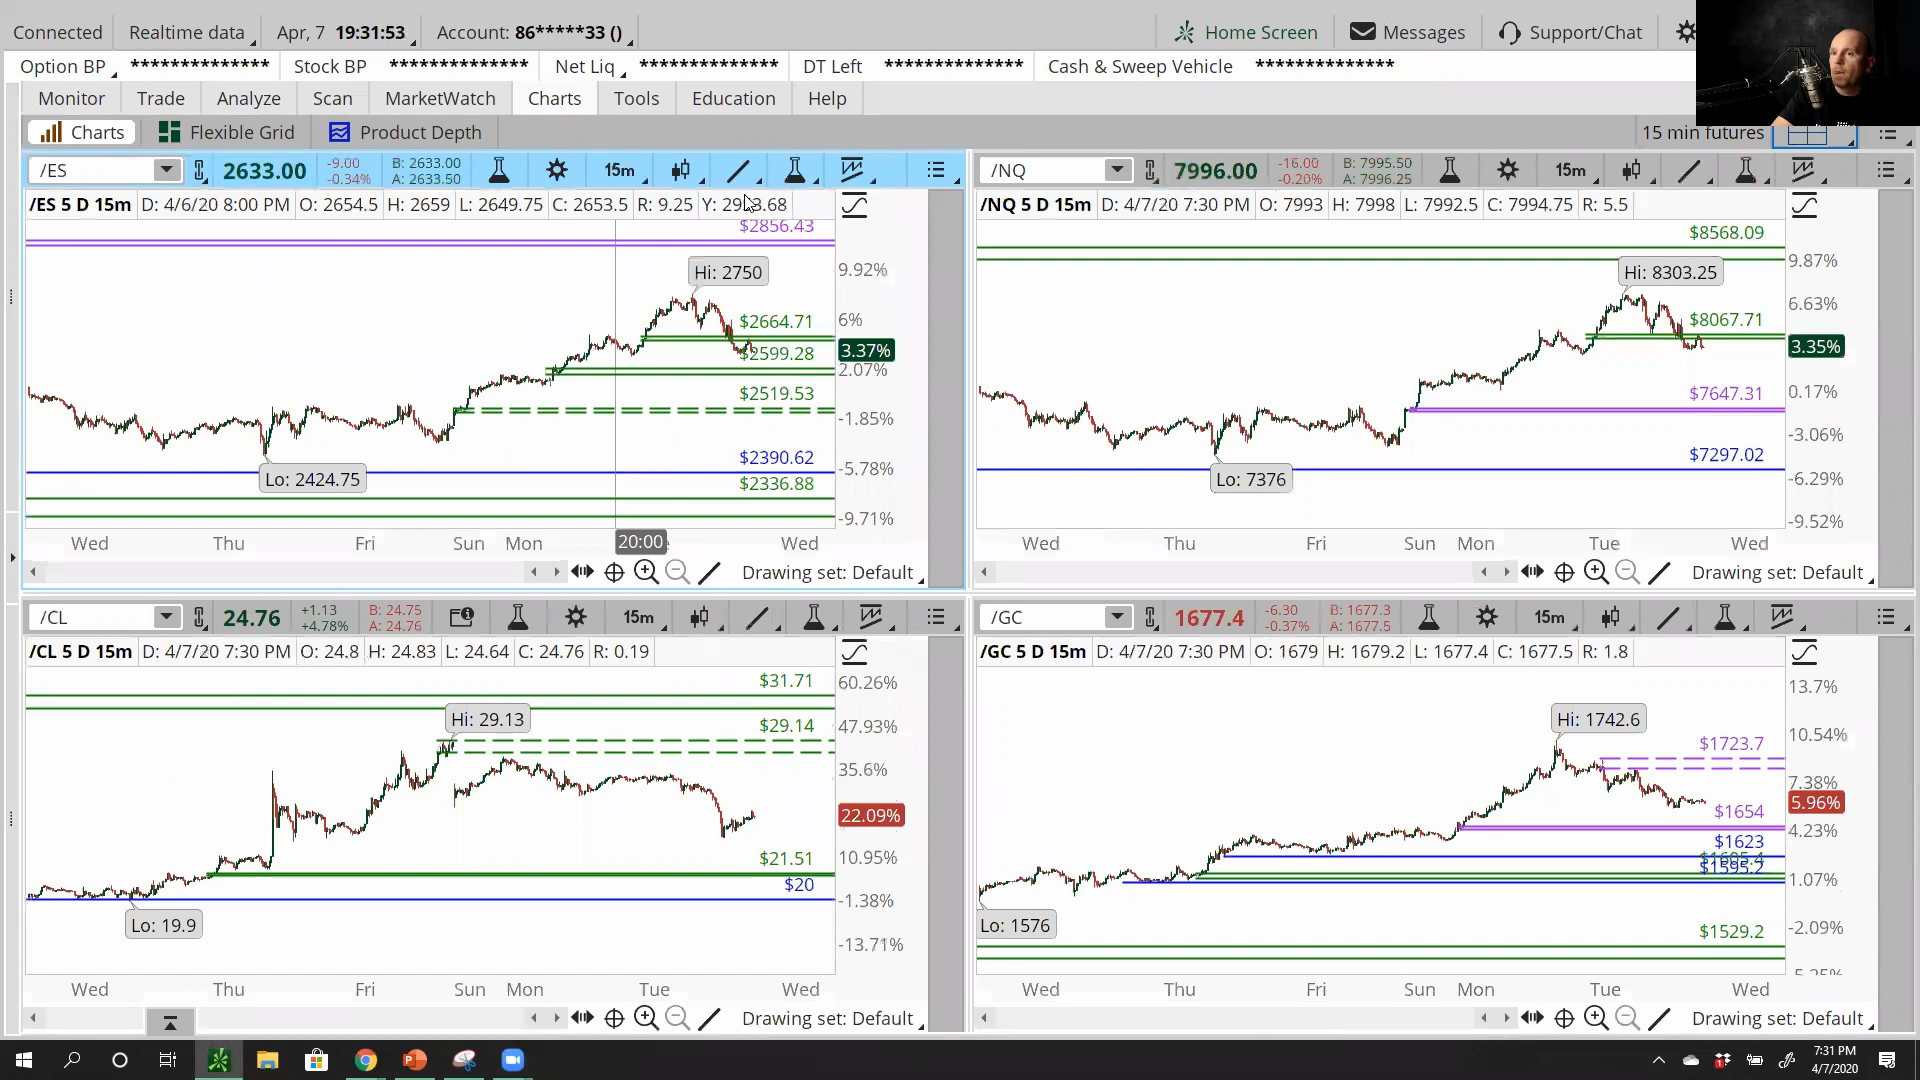 Connected Realtime data Apr, 7 19:31:53 Account: 86*****33 () Home Screen Messages Support/Chat
Option BP ************** Stock BP ************** Net Liq ************** DT Left ************** Cash & Sweep Vehicle **************
Monitor Trade Analyze Scan MarketWatch Charts Tools Education Help
Charts Flexible Grid Product Depth 15 min futures
/ES 2633.00 -9.00 -0.34% B: 2633.00 A: 2633.50 15m
/ES 5 D 15m D: 4/6/20 8:00 PM O: 2654.5 H: 2659 L: 2649.75 C: 2653.5 R: 9.25
$2856.43
9.92%
Hi: 2750
$2664.71
6%
3.37%
$2599.28
2.07%
$2519.53
-1.85%
$2390.62
-5.78%
Lo: 2424.75
$2336.88
-9.71%
Wed Thu Fri Sun Mon 20:00 Wed
Drawing set: Default
/NQ 7996.00 -16.00 -0.20% B: 7995.50 A: 7996.25 15m
/NQ 5 D 15m D: 4/7/20 7:30 PM O: 7993 H: 7998 L: 7992.5 C: 7994.75 R: 5.5
$8568.09
9.87%
Hi: 8303.25
6.63%
$8067.71
3.35%
0.17%
$7647.31
-3.06%
$7297.02
-6.29%
Lo: 7376
-9.52%
Wed Thu Fri Sun Mon Tue Wed
Drawing set: Default
/CL 24.76 +1.13 +4.78% B: 24.75 A: 24.76 15m
/CL 5 D 15m D: 4/7/20 7:30 PM O: 24.8 H: 24.83 L: 24.64 C: 24.76 R: 0.19
$31.71
60.26%
Hi: 29.13
$29.14
47.93%
35.6%
22.09%
$21.51
10.95%
$20
-1.38%
Lo: 19.9
-13.71%
Wed Thu Fri Sun Mon Tue Wed
Drawing set: Default
/GC 1677.4 -6.30 -0.37% B: 1677.3 A: 1677.5 15m
/GC 5 D 15m D: 4/7/20 7:30 PM O: 1679 H: 1679.2 L: 1677.4 C: 1677.5 R: 1.8
13.7%
Hi: 1742.6
10.54%
$1723.7
7.38%
5.96%
$1654
4.23%
$1623
$1595.2
1.07%
Lo: 1576
-2.09%
$1529.2
Wed Thu Fri Sun Mon Tue Wed
Drawing set: Default
7:31 PM
4/7/2020